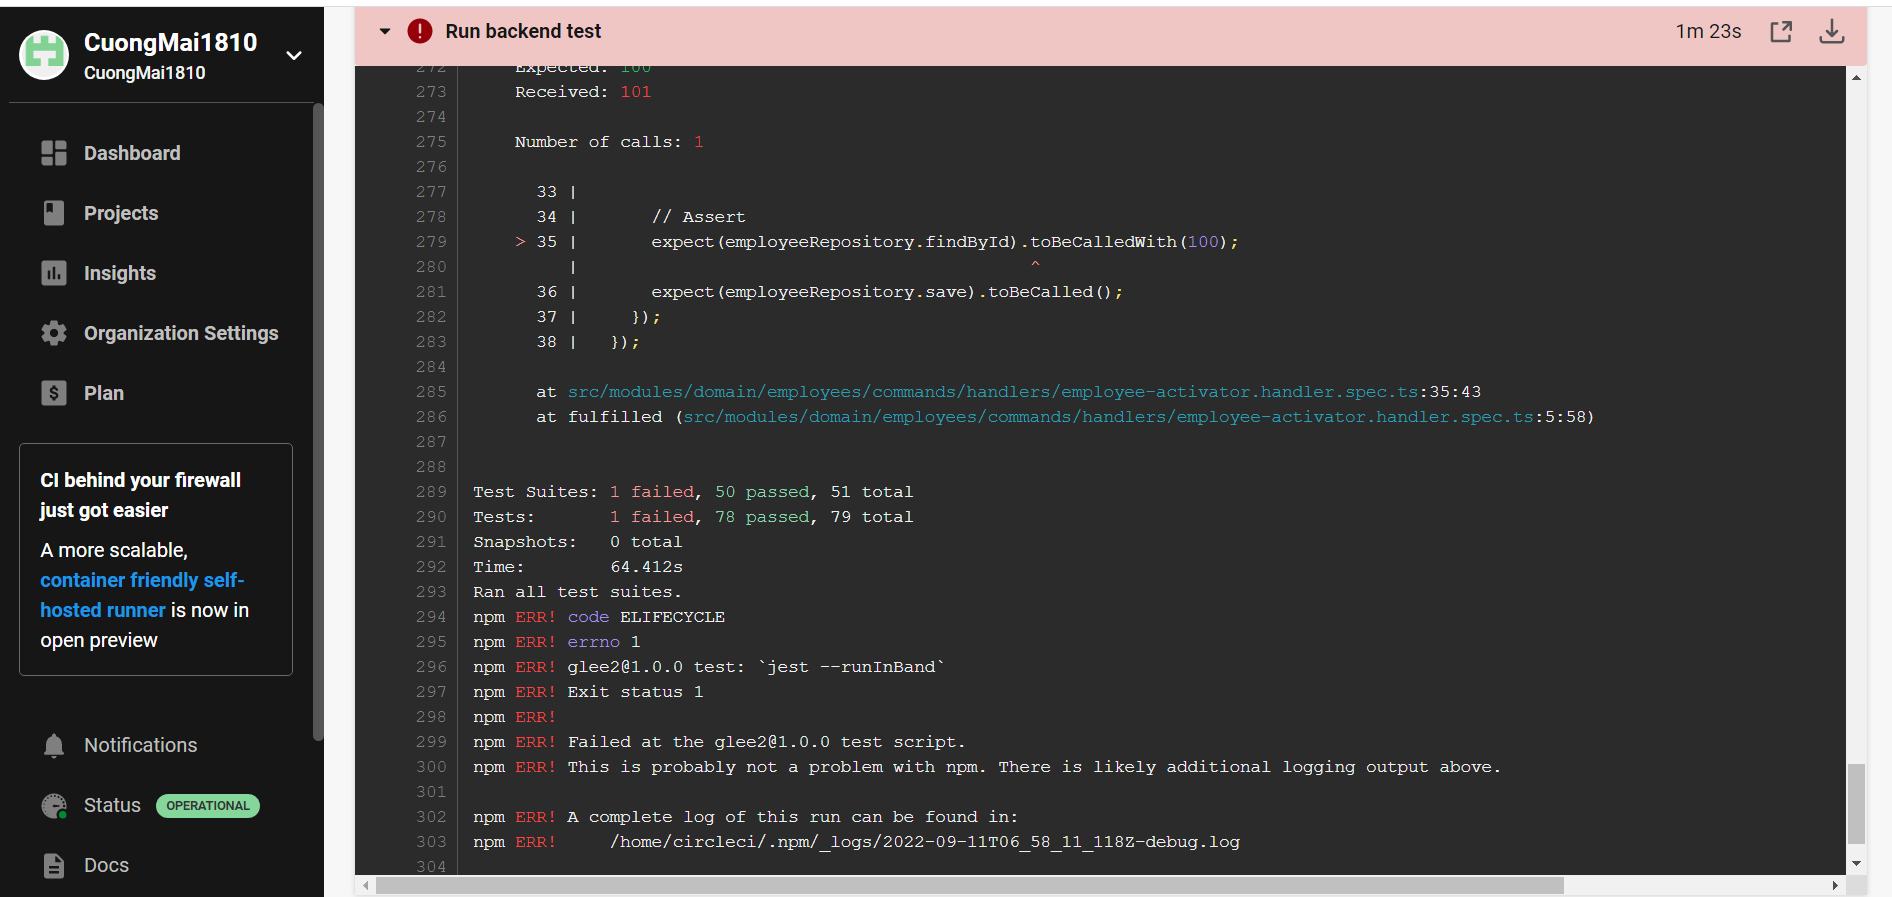 CuongMai1810
CuongMai1810
Dashboard
Projects
Insights
Organization Settings
Plan
CI behind your firewall
just got easier
A more scalable,
container friendly self-
hosted runner is now in
open preview
Notifications
Status OPERATIONAL
Docs
Run backend test 1m 23s
272 Expected: 100
273 Received: 101
274
275 Number of calls: 1
276
277 33 |
278 34 | // Assert
279 > 35 | expect(employeeRepository.findById).toBeCalledWith(100);
280 | ^
281 36 | expect(employeeRepository.save).toBeCalled();
282 37 | });
283 38 | });
284
285 at src/modules/domain/employees/commands/handlers/employee-activator.handler.spec.ts:35:43
286 at fulfilled (src/modules/domain/employees/commands/handlers/employee-activator.handler.spec.ts:5:58)
287
288
289 Test Suites: 1 failed, 50 passed, 51 total
290 Tests: 1 failed, 78 passed, 79 total
291 Snapshots: 0 total
292 Time: 64.412s
293 Ran all test suites.
294 npm ERR! code ELIFECYCLE
295 npm ERR! errno 1
296 npm ERR! glee2@1.0.0 test: `jest --runInBand`
297 npm ERR! Exit status 1
298 npm ERR!
299 npm ERR! Failed at the glee2@1.0.0 test script.
300 npm ERR! This is probably not a problem with npm. There is likely additional logging output above.
301
302 npm ERR! A complete log of this run can be found in:
303 npm ERR! /home/circleci/.npm/_logs/2022-09-11T06_58_11_118Z-debug.log
304